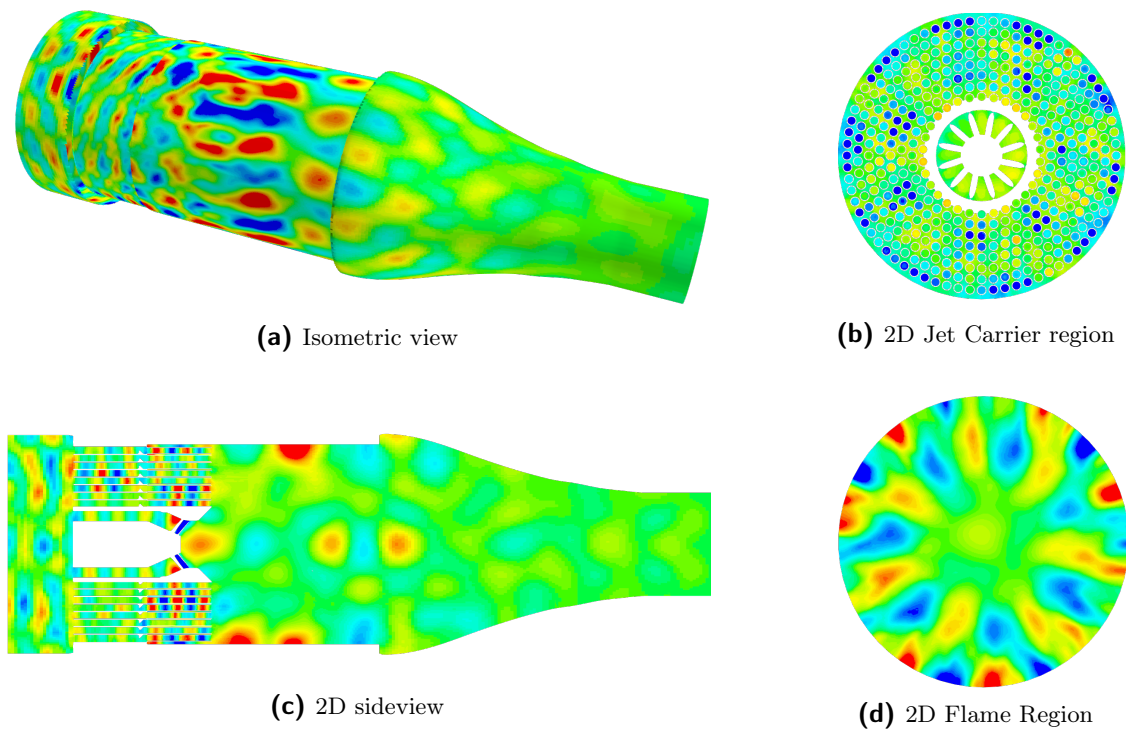 (a) Isometric view
(b) 2D Jet Carrier region
(c) 2D sideview
(d) 2D Flame Region